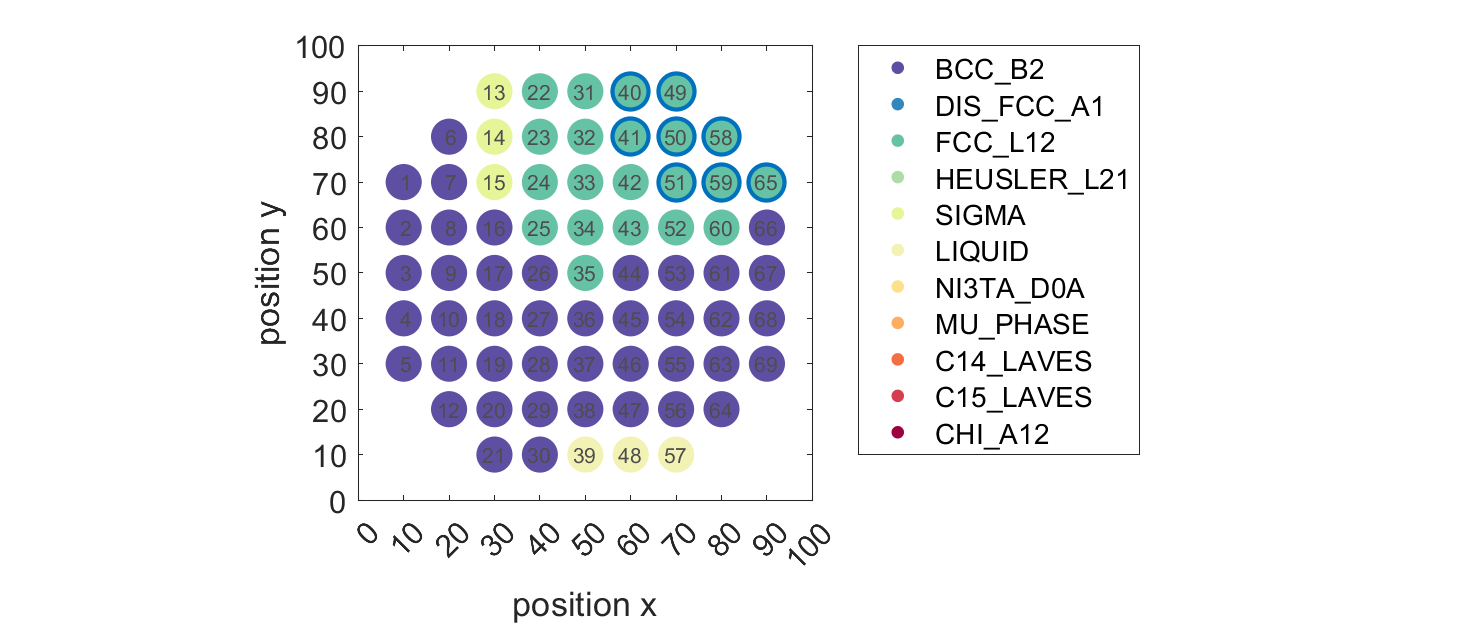 100
90
80
70
60
50
40
30
20
10
0
13 22 31 40 49
6 14 23 32 41 50 58
1 7 15 24 33 42 51 59 65
2 8 16 25 34 43 52 60 66
3 9 17 26 35 44 53 61 67
4 10 18 27 36 45 54 62 68
5 11 19 28 37 46 55 63 69
12 20 29 38 47 56 64
21 30 39 48 57
0 10 20 30 40 50 60 70 80 90 100
position x
position y
BCC_B2
DIS_FCC_A1
FCC_L12
HEUSLER_L21
SIGMA
LIQUID
NI3TA_D0A
MU_PHASE
C14_LAVES
C15_LAVES
CHI_A12